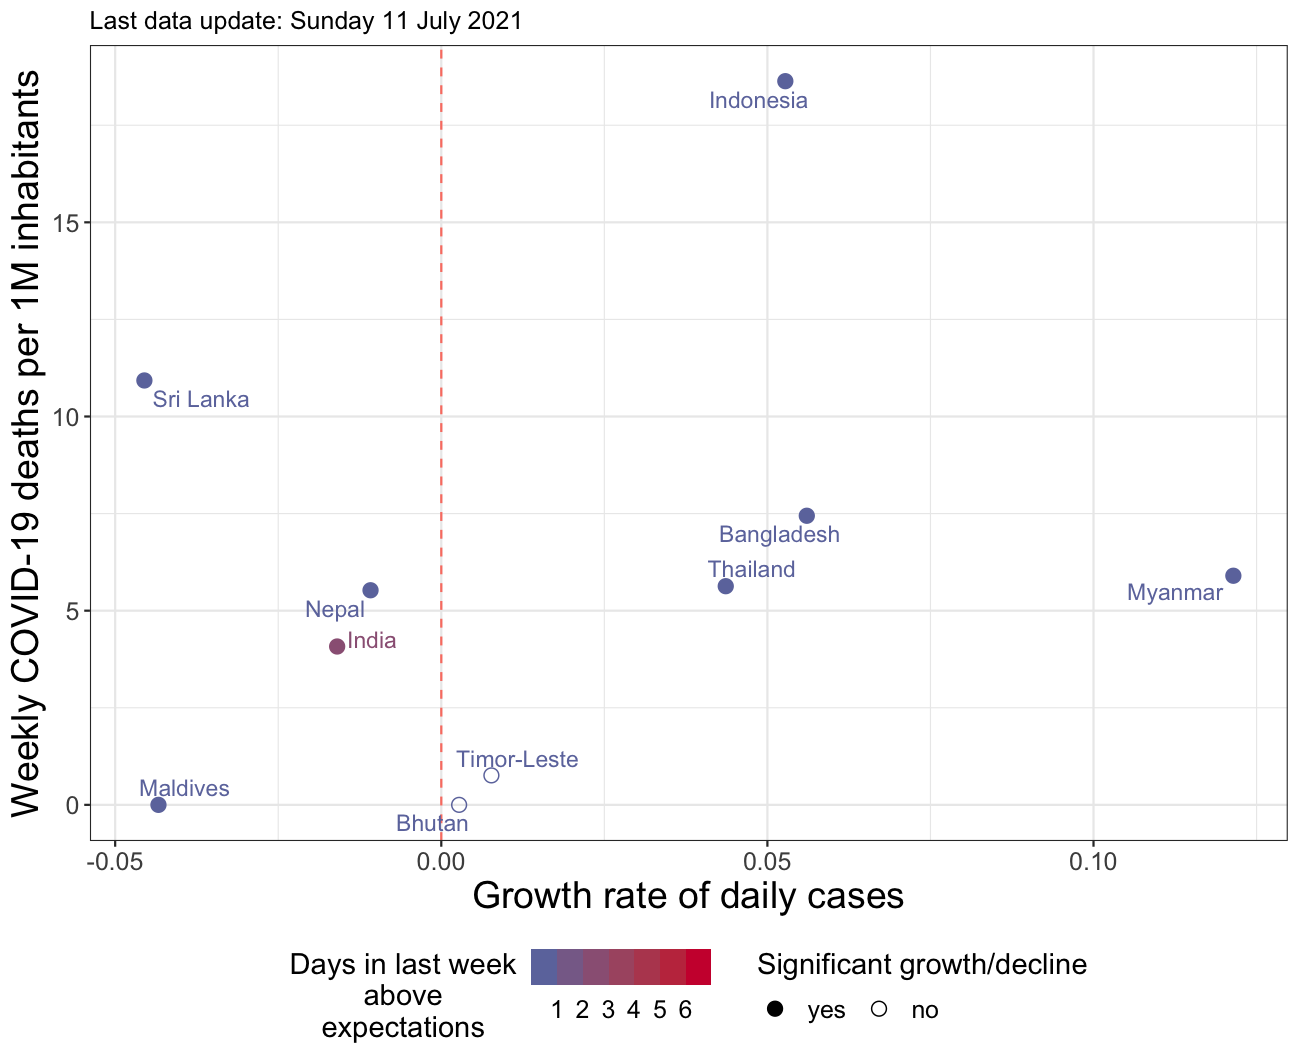 Last data update: Sunday 11 July 2021
Weekly COVID-19 deaths per 1M inhabitants
Indonesia
15
Sri Lanka
10
Bangladesh
Thailand
Myanmar
Nepal
5
India
Timor-Leste
Maldives
0
Bhutan
-0.05 0.00 0.05 0.10
Growth rate of daily cases
Days in last week
above
expectations
1 2 3 4 5 6
Significant growth/decline
yes no